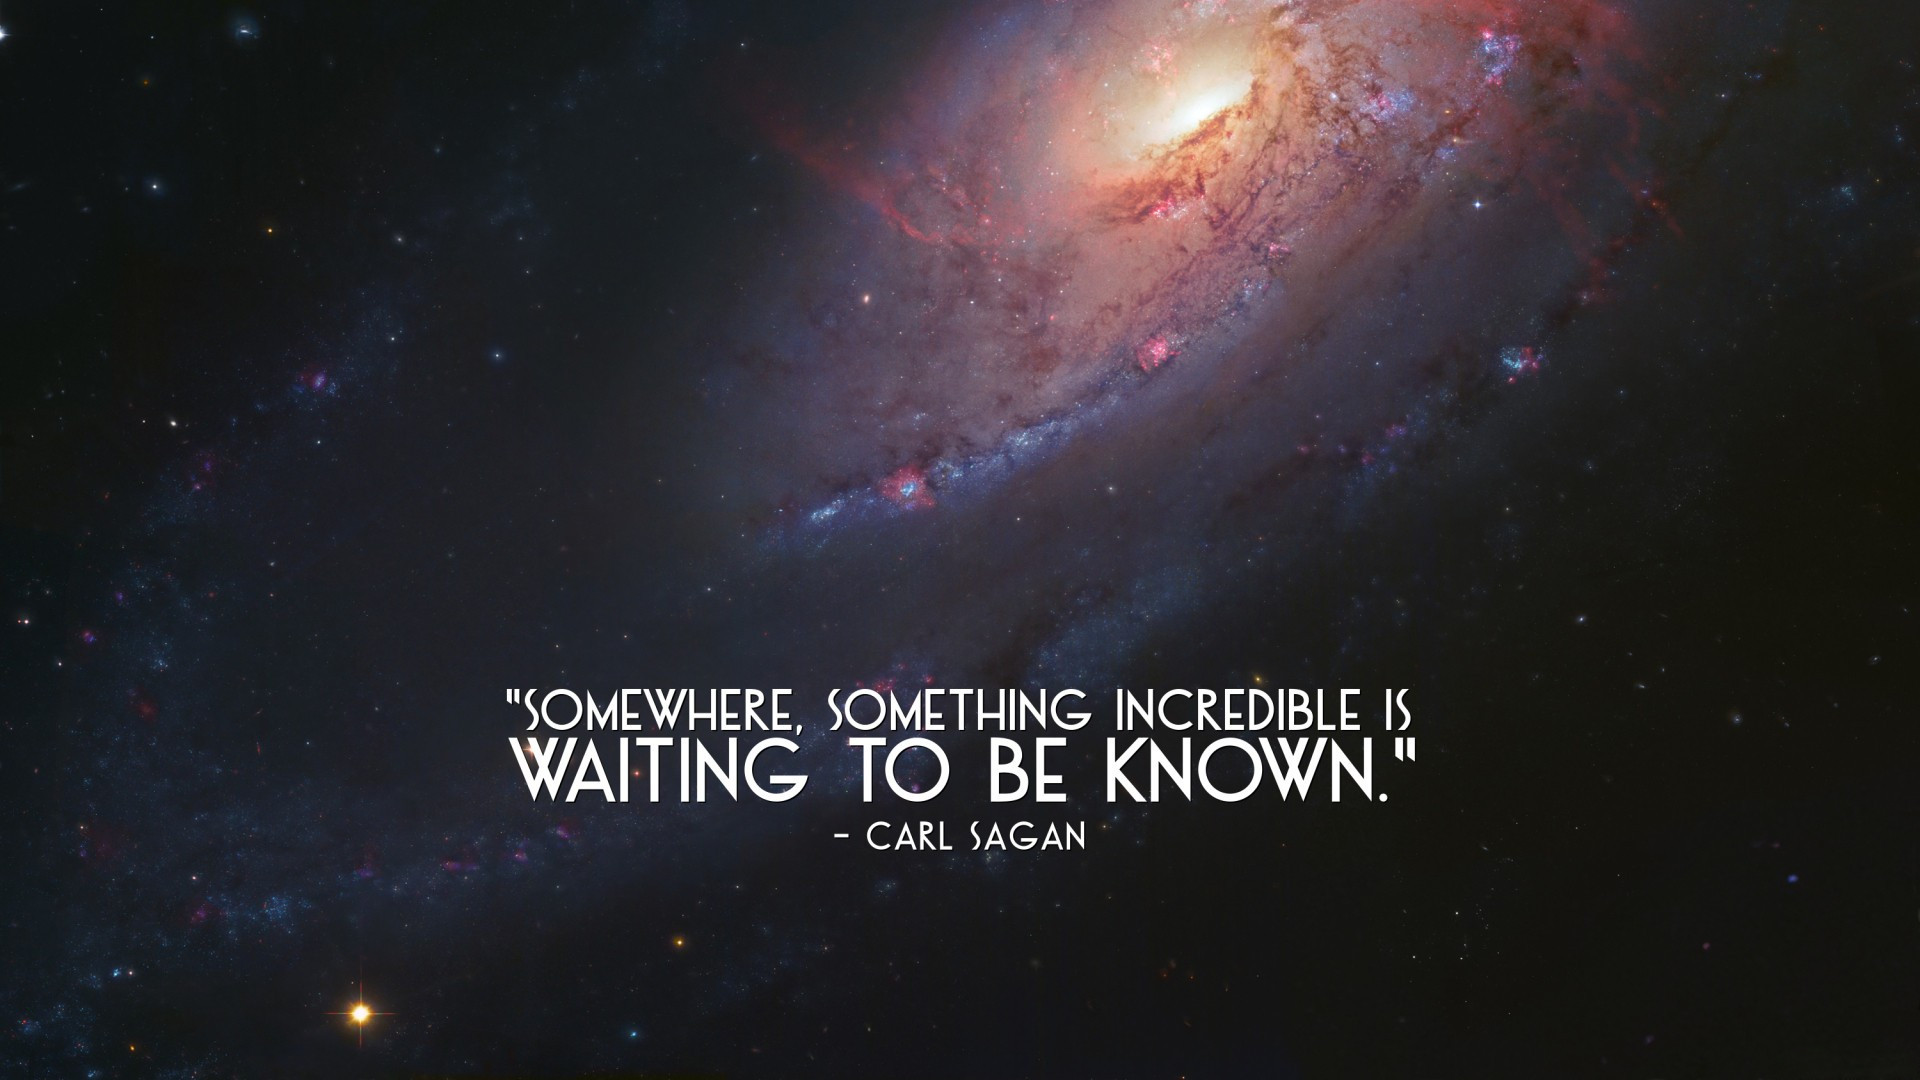 "SOMEWHERE, SOMETHING INCREDIBLE IS
WAITING TO BE KNOWN."
- CARL SAGAN